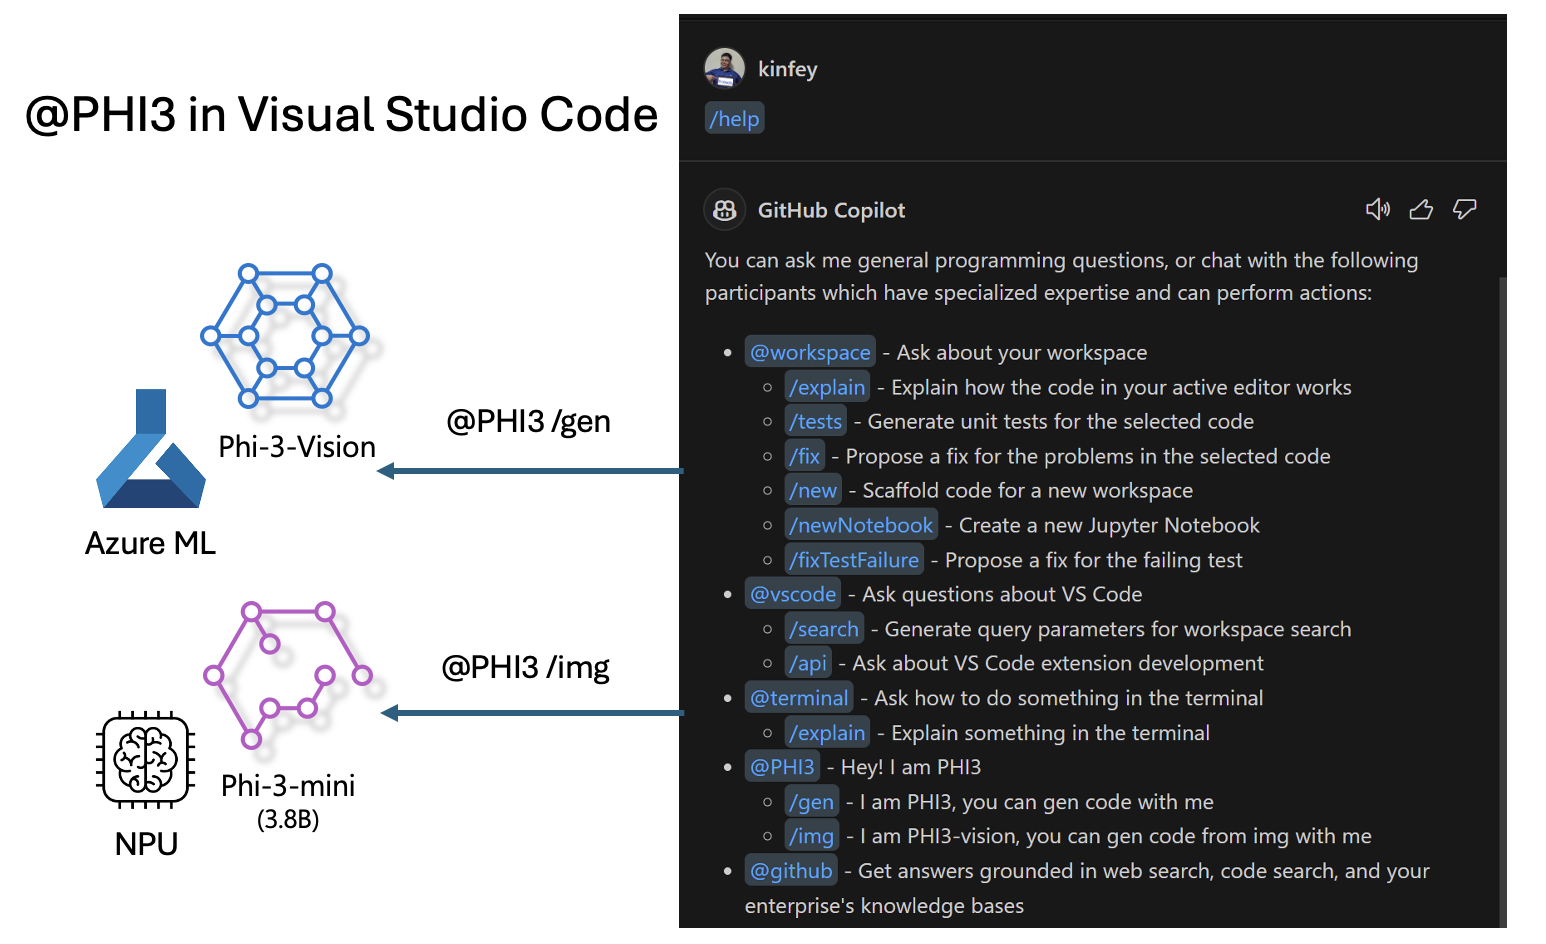 @PHI3 in Visual Studio Code
Phi-3-Vision
Azure ML
@PHI3 /gen
@PHI3 /img
Phi-3-mini
(3.8B)
NPU
kinfey
/help
GitHub Copilot
You can ask me general programming questions, or chat with the following
participants which have specialized expertise and can perform actions:
• @workspace - Ask about your workspace
○ /explain - Explain how the code in your active editor works
○ /tests - Generate unit tests for the selected code
○ /fix - Propose a fix for the problems in the selected code
○ /new - Scaffold code for a new workspace
○ /newNotebook - Create a new Jupyter Notebook
○ /fixTestFailure - Propose a fix for the failing test
• @vscode - Ask questions about VS Code
○ /search - Generate query parameters for workspace search
○ /api - Ask about VS Code extension development
• @terminal - Ask how to do something in the terminal
○ /explain - Explain something in the terminal
• @PHI3 - Hey! I am PHI3
○ /gen - I am PHI3, you can gen code with me
○ /img - I am PHI3-vision, you can gen code from img with me
• @github - Get answers grounded in web search, code search, and your
enterprise's knowledge bases